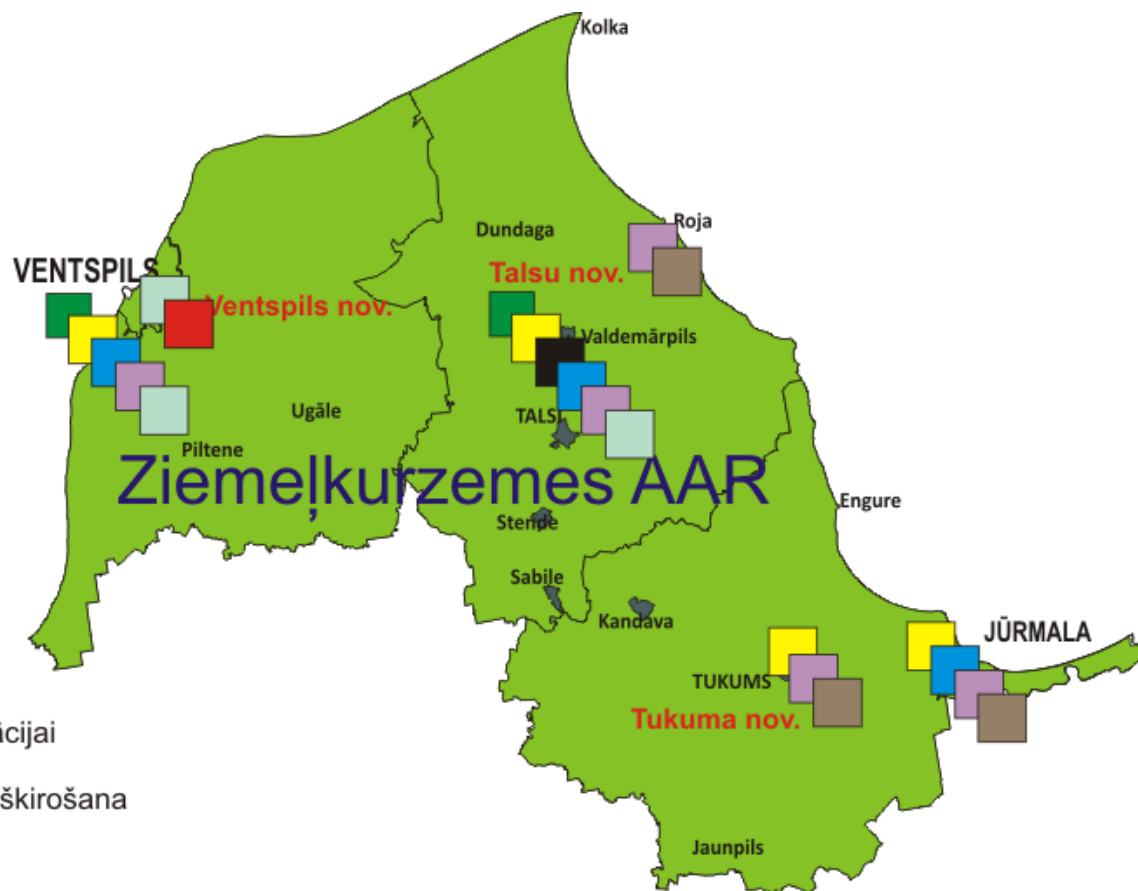 Kolka
Roja
Dundaga
VENTSPILS
Talsu nov.
Ventspils nov.
Valdemārpils
Ugāle
TALSI
Piltene
Ziemeļkurzemes AAR
Engure
Stende
Sabile
Kandava
JŪRMALA
TUKUMS
Tukuma nov.
ācijai
šķirošana
Jaunpils